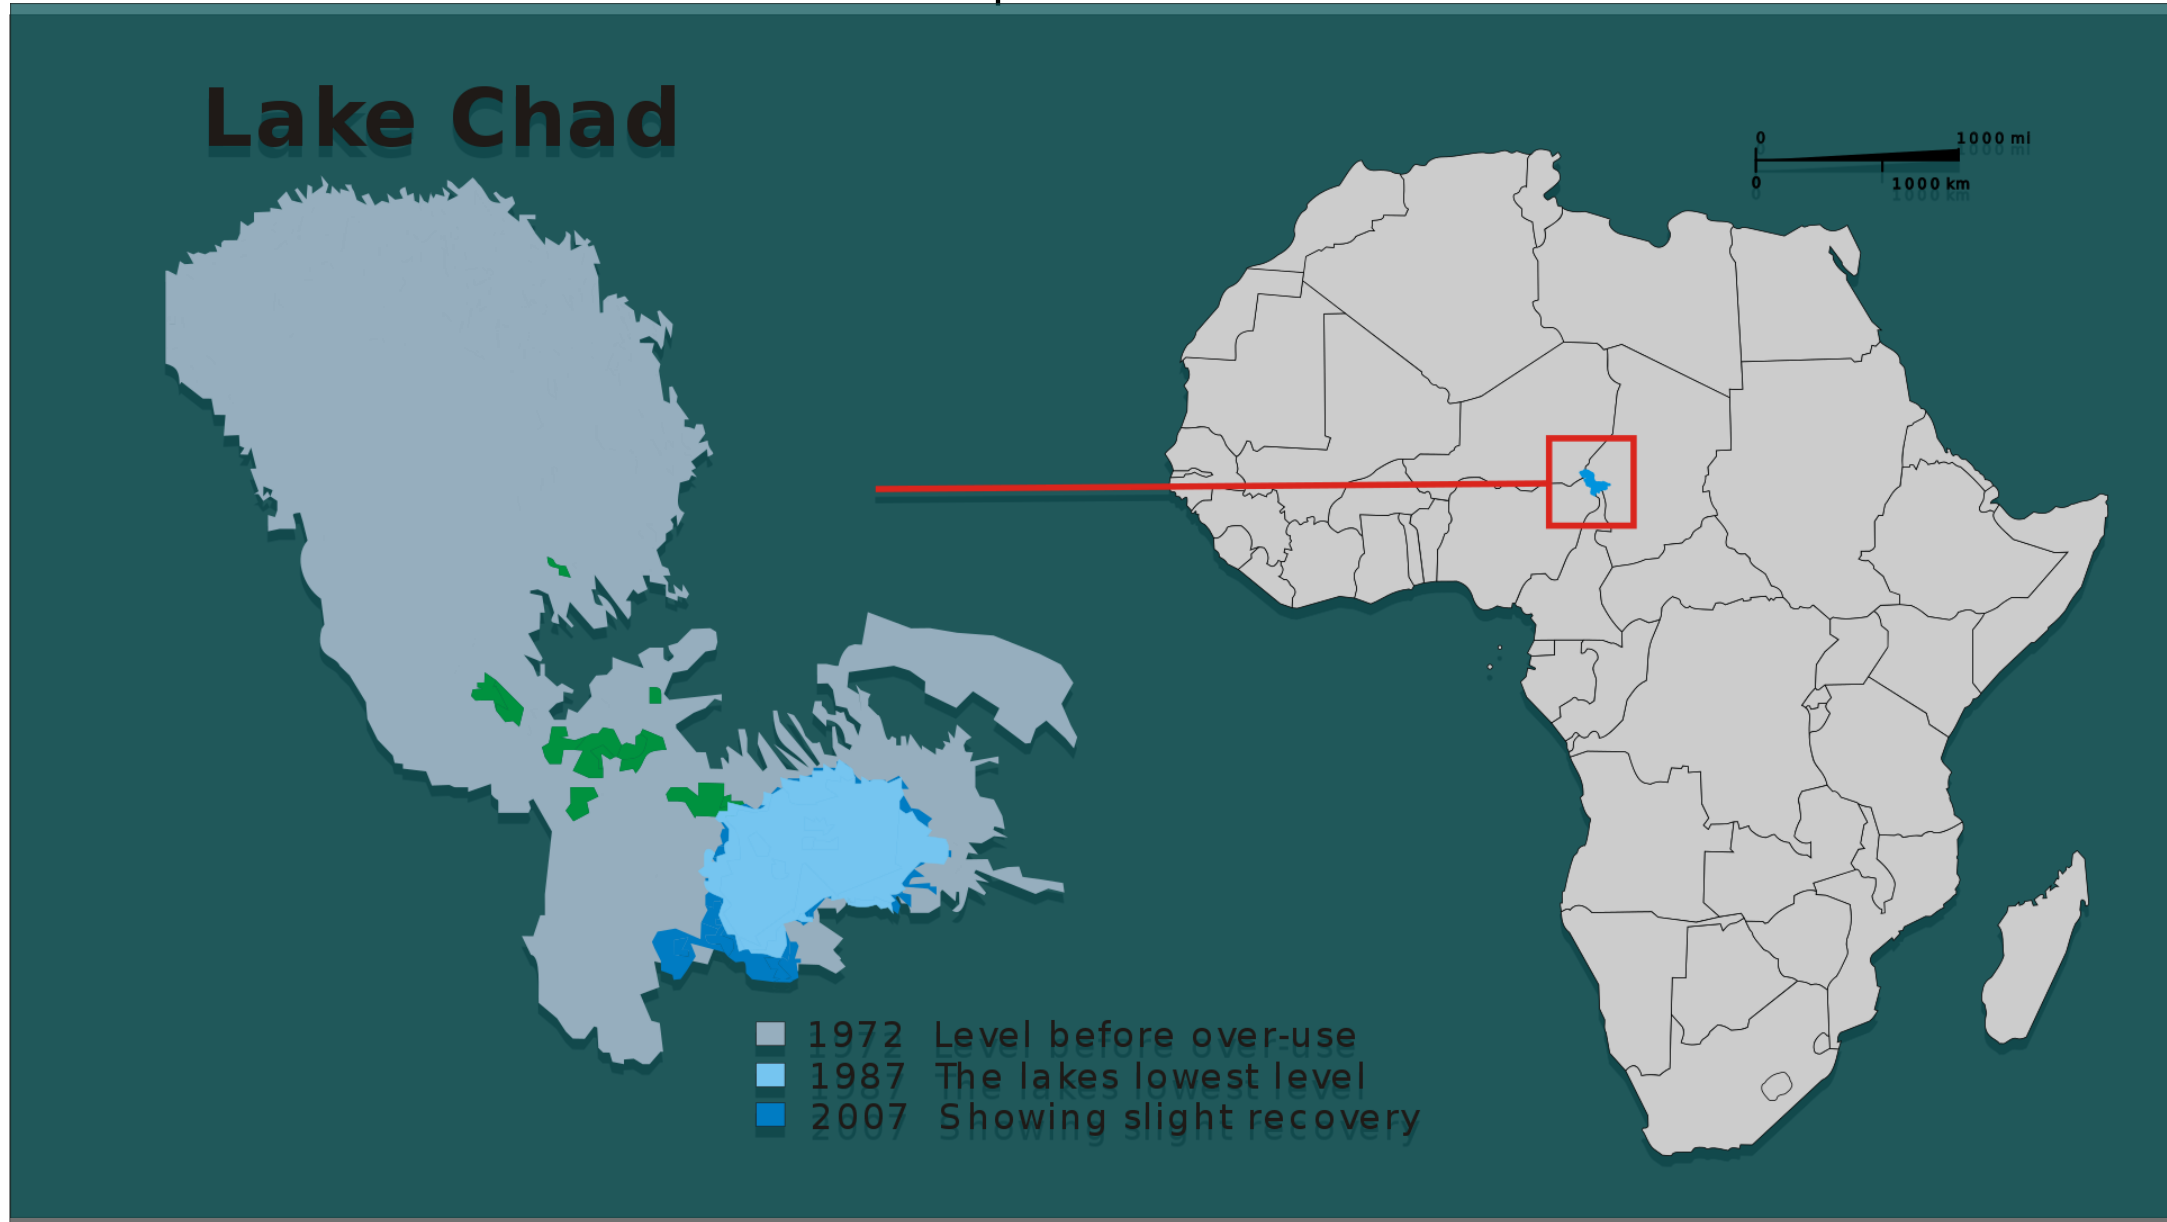 Lake Chad
0 1000 mi
0 1000 km
1972 Level before over-use
1987 The lakes lowest level
2007 Showing slight recovery